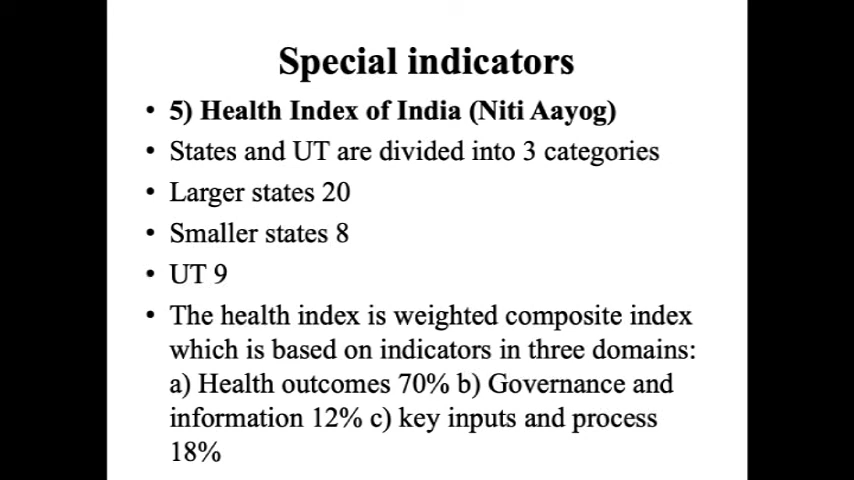 Special indicators
• 5) Health Index of India (Niti Aayog)
• States and UT are divided into 3 categories
• Larger states 20
• Smaller states 8
• UT 9
• The health index is weighted composite index
which is based on indicators in three domains:
a) Health outcomes 70% b) Governance and
information 12% c) key inputs and process
18%